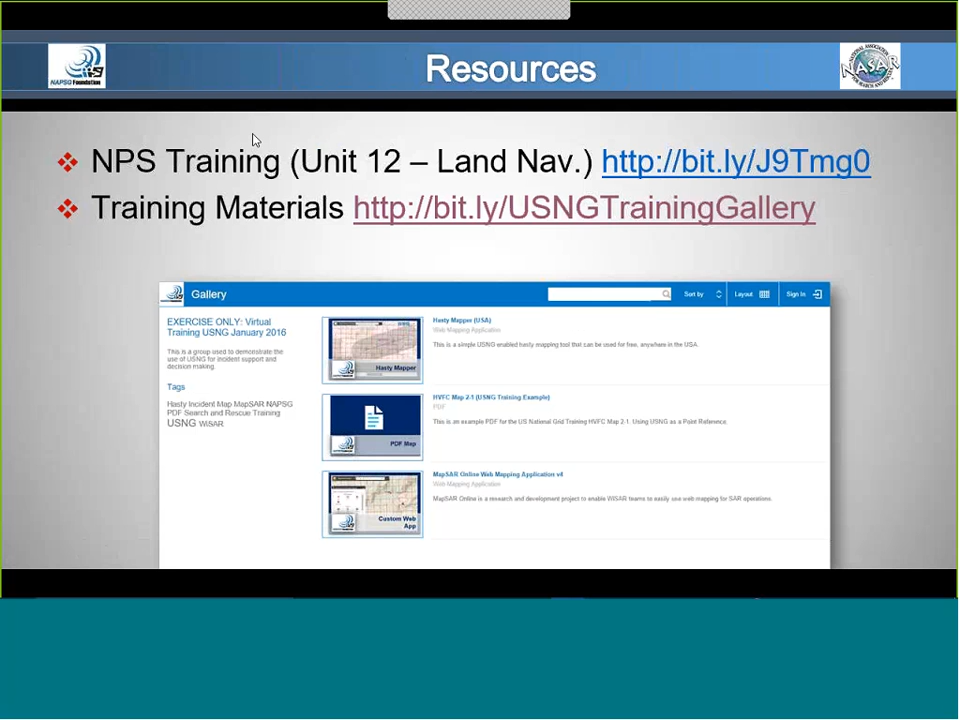 Resources
NAPSG Foundation
NASAR
NPS Training (Unit 12 – Land Nav.) http://bit.ly/J9Tmg0
Training Materials http://bit.ly/USNGTrainingGallery
Gallery
Sort by
Layout
Sign In
EXERCISE ONLY: Virtual
Training USNG January 2016
This is a group used to demonstrate the
use of USNG for incident support and
decision making.
Tags
Hasty Incident Map MapSAR NAPSG
PDF Search and Rescue Training
USNG WISAR
Hasty Mapper
Hasty Mapper (USA)
Web Mapping Application
This is a simple USNG enabled hasty mapping tool that can be used for free, anywhere in the USA.
PDF Map
HVFC Map 2-1 (USNG Training Example)
PDF
This is an example PDF for the US National Grid Training HVFC Map 2-1. Using USNG as a Point Reference.
Custom Web
App
MapSAR Online Web Mapping Application v4
Web Mapping Application
MapSAR Online is a research and development project to enable WISAR teams to easily use web mapping for SAR operations